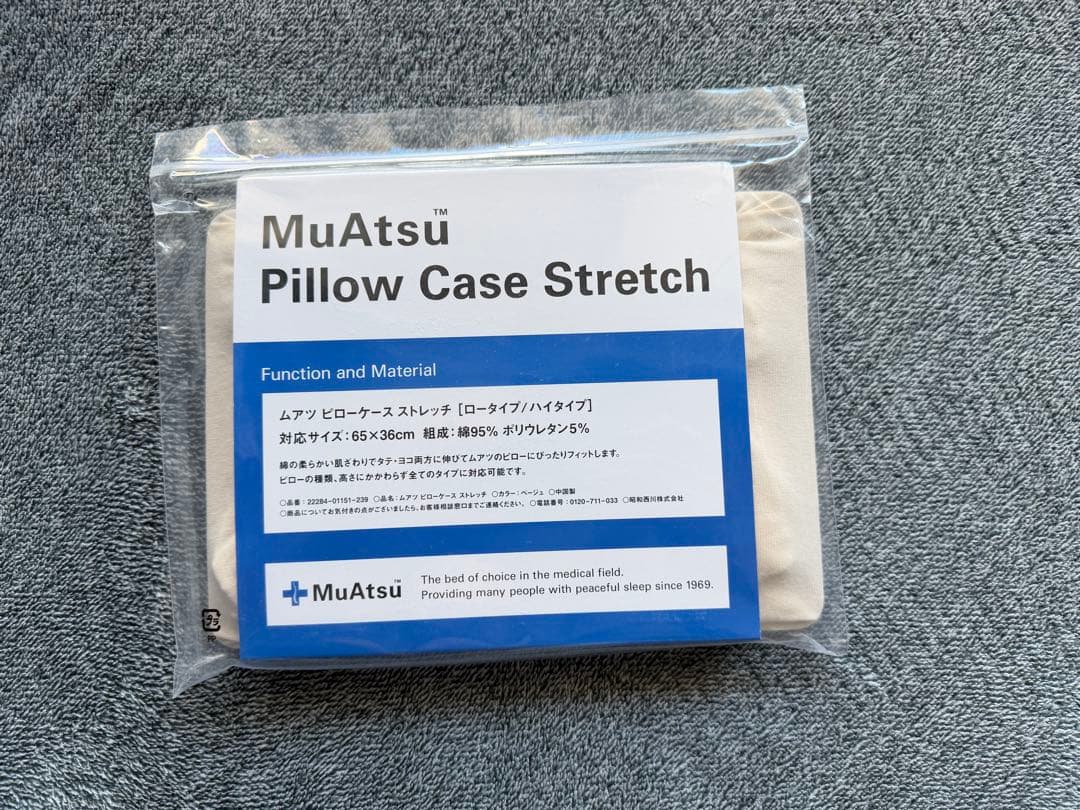 MuAtsu™
Pillow Case Stretch
Function and Material
ムアツ ピローケース ストレッチ [ロータイプ/ハイタイプ]
対応サイズ：65×36cm 組成：綿95% ポリウレタン5%
綿の柔らかい肌ざわりでタテ・ヨコ両方に伸びてムアツのピローにぴったりフィットします。
ピローの種類、高さにかかわらず全てのタイプに対応可能です。
○品番：22284-01151-239 ○品名：ムアツ ピローケース ストレッチ ○カラー：ベージュ ○中国製
○商品についてお気付きの点がございましたら、お客様相談窓口までご連絡ください。 ○電話番号：0120-711-033 ○昭和西川株式会社
MuAtsu™
The bed of choice in the medical field.
Providing many people with peaceful sleep since 1969.
プラ
PP